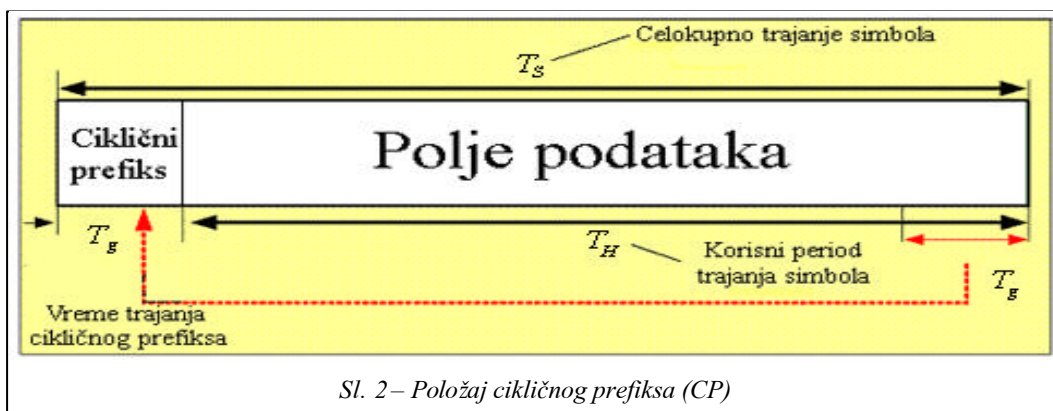 Celokupno trajanje simbola
T_S
Ciklični
prefiks
Polje podataka
T_g
T_H
Korisni period
trajanja simbola
T_g
Vreme trajanja
cikličnog prefiksa
Sl. 2 – Položaj cikličnog prefiksa (CP)